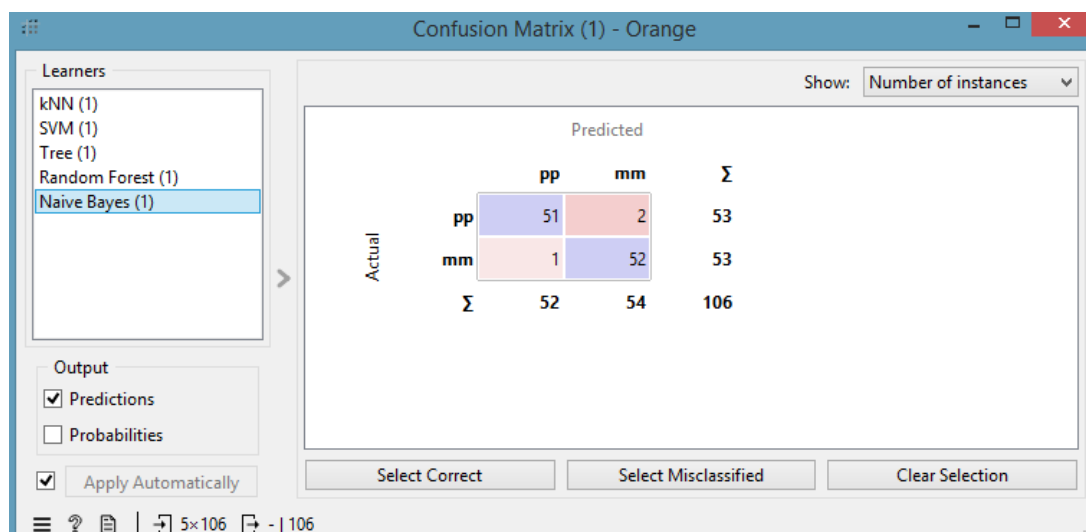 Confusion Matrix (1) - Orange
Learners
kNN (1)
SVM (1)
Tree (1)
Random Forest (1)
Naive Bayes (1)
Output
Predictions
Probabilities
Apply Automatically
Show: Number of instances
Predicted
pp mm Σ
pp 51 2 53
Actual
mm 1 52 53
Σ 52 54 106
Select Correct Select Misclassified Clear Selection
5×106 - | 106